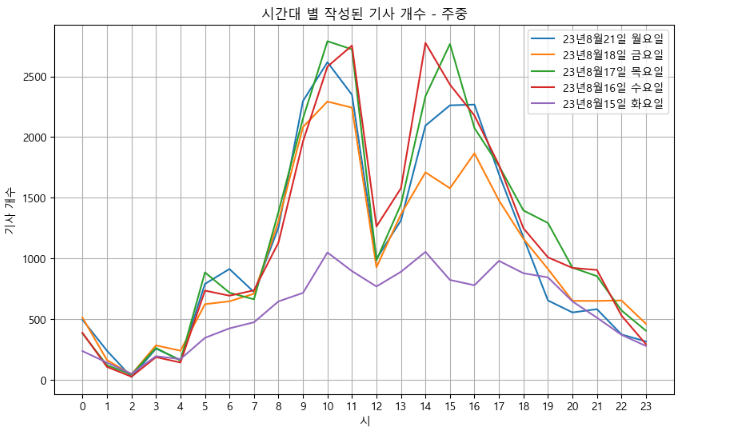 시간대 별 작성된 기사 개수 - 주중
23년8월21일 월요일
23년8월18일 금요일
23년8월17일 목요일
23년8월16일 수요일
23년8월15일 화요일
기사 개수
2500
2000
1500
1000
500
0
0 1 2 3 4 5 6 7 8 9 10 11 12 13 14 15 16 17 18 19 20 21 22 23
시